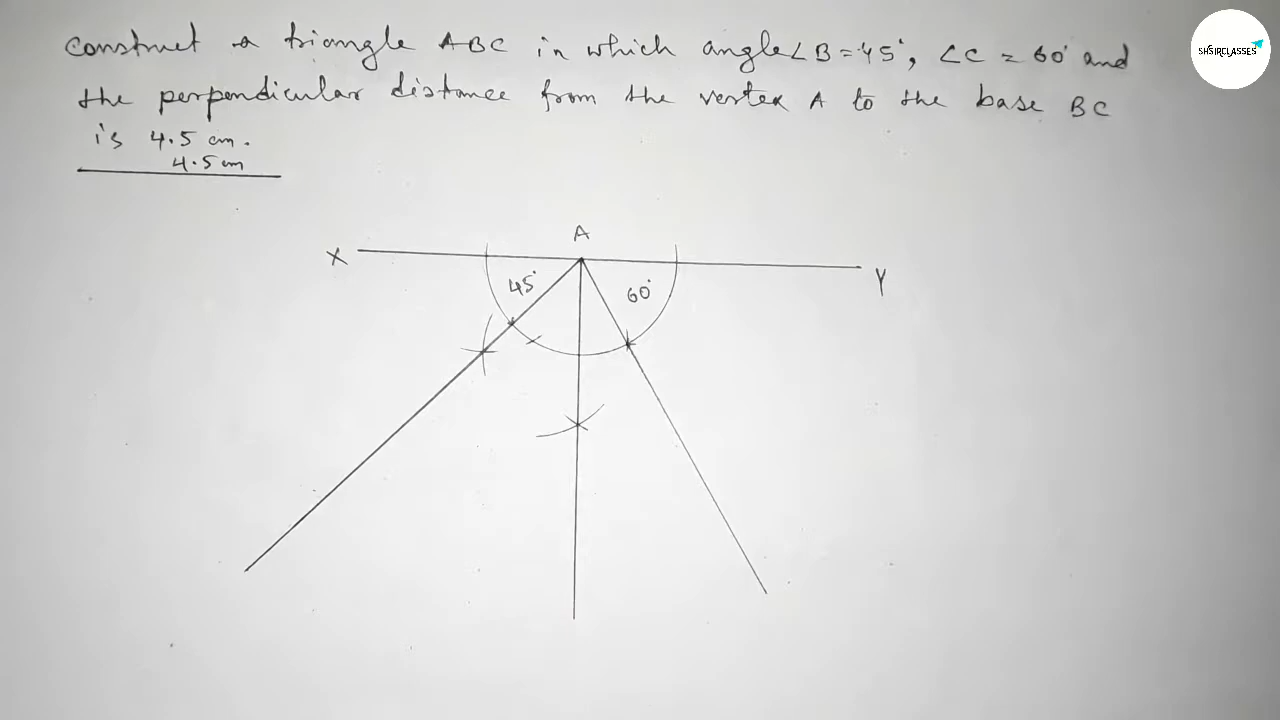 construct a triangle ABC in which angle∠B=45°, ∠C = 60° and
the perpendicular distance from the vertex A to the base BC
is 4.5 cm.
4.5 cm
SHSIRCLASSES
A
X
Y
45°
60°